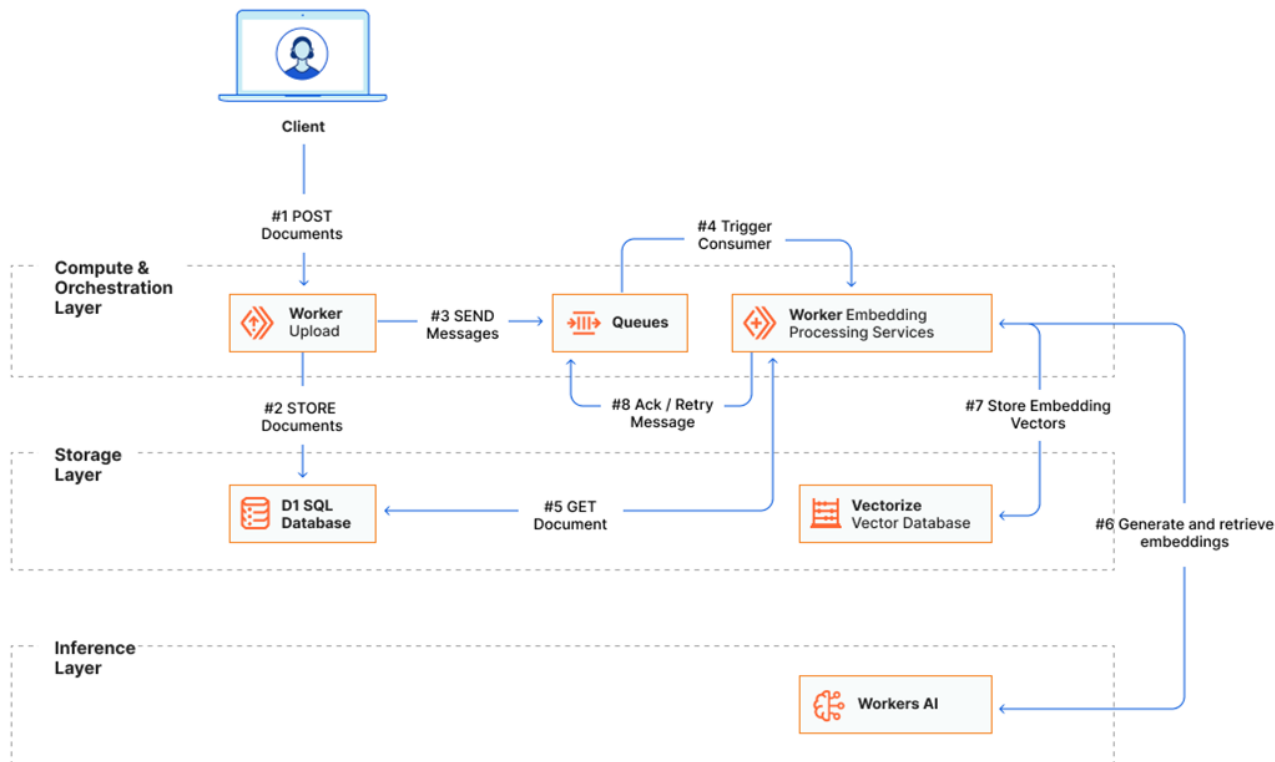 Client
#1 POST
Documents
#4 Trigger
Consumer
Compute &
Orchestration
Layer
Worker
Upload
#3 SEND
Messages
Queues
Worker Embedding
Processing Services
#2 STORE
Documents
#8 Ack / Retry
Message
#7 Store Embedding
Vectors
Storage
Layer
D1 SQL
Database
#5 GET
Document
Vectorize
Vector Database
#6 Generate and retrieve
embeddings
Inference
Layer
Workers AI